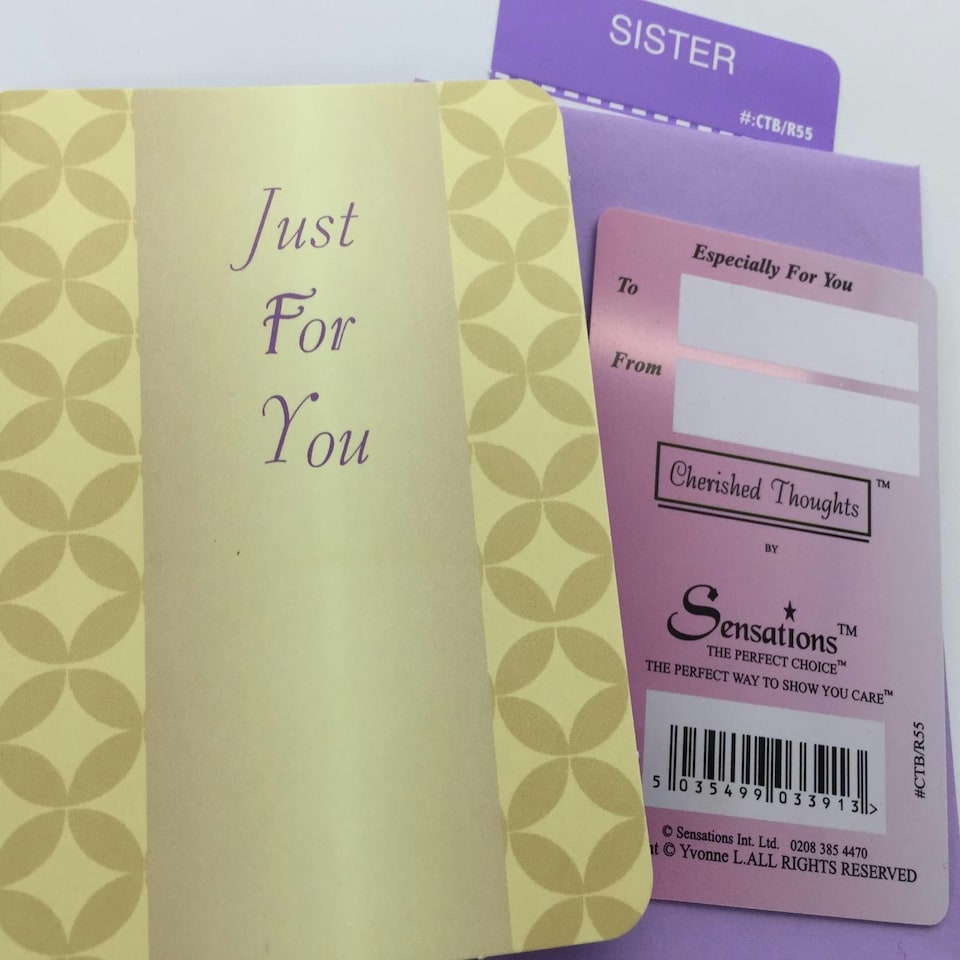 SISTER
#:CTB/R55
Just
For
You
Especially For You
To
From
Cherished Thoughts™
BY
Sensations™
THE PERFECT CHOICE™
THE PERFECT WAY TO SHOW YOU CARE™
5 035499 033913 >
#CTB/R55
© Sensations Int. Ltd. 0208 385 4470
© Yvonne L.ALL RIGHTS RESERVED